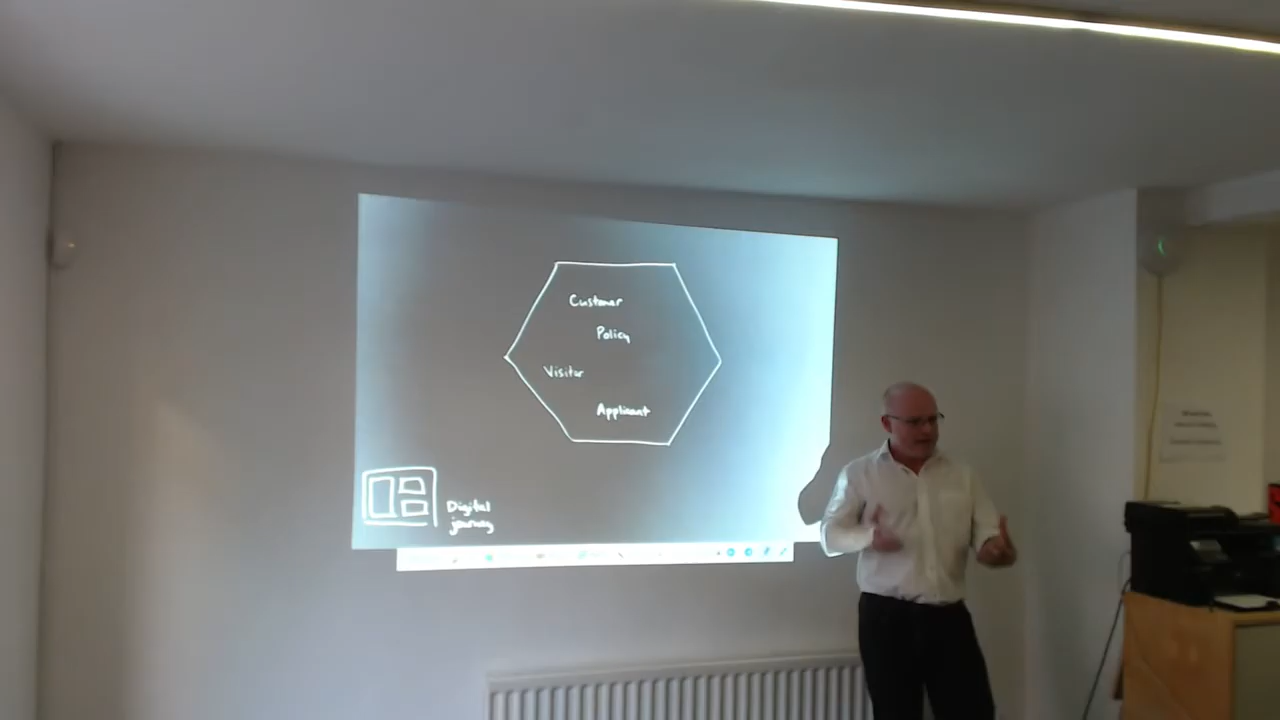 Customer
Policy
Visitor
Applicant
Digital
journey